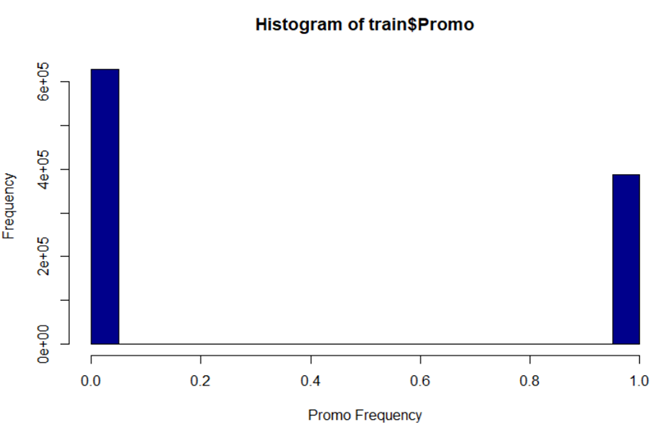 Histogram of train$Promo
Frequency
6e+05
4e+05
2e+05
0e+00
0.0 0.2 0.4 0.6 0.8 1.0
Promo Frequency